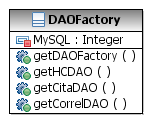 DAOFactory
MySQL : Integer
getDAOFactory ( )
getHCDAO ( )
getCitaDAO ( )
getCorrelDAO ( )